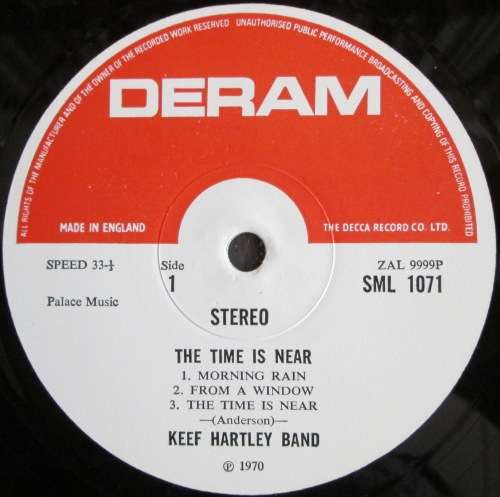 ALL RIGHTS OF THE MANUFACTURER AND OF THE OWNER OF THE RECORDED WORK RESERVED UNAUTHORISED PUBLIC PERFORMANCE BROADCASTING AND COPYING OF THIS RECORD PROHIBITED
DERAM
MADE IN ENGLAND
THE DECCA RECORD CO. LTD.
SPEED 33-⅓
Side
ZAL 9999P
1
SML 1071
Palace Music
STEREO
THE TIME IS NEAR
1. MORNING RAIN
2. FROM A WINDOW
3. THE TIME IS NEAR
—(Anderson)—
KEEF HARTLEY BAND
℗ 1970